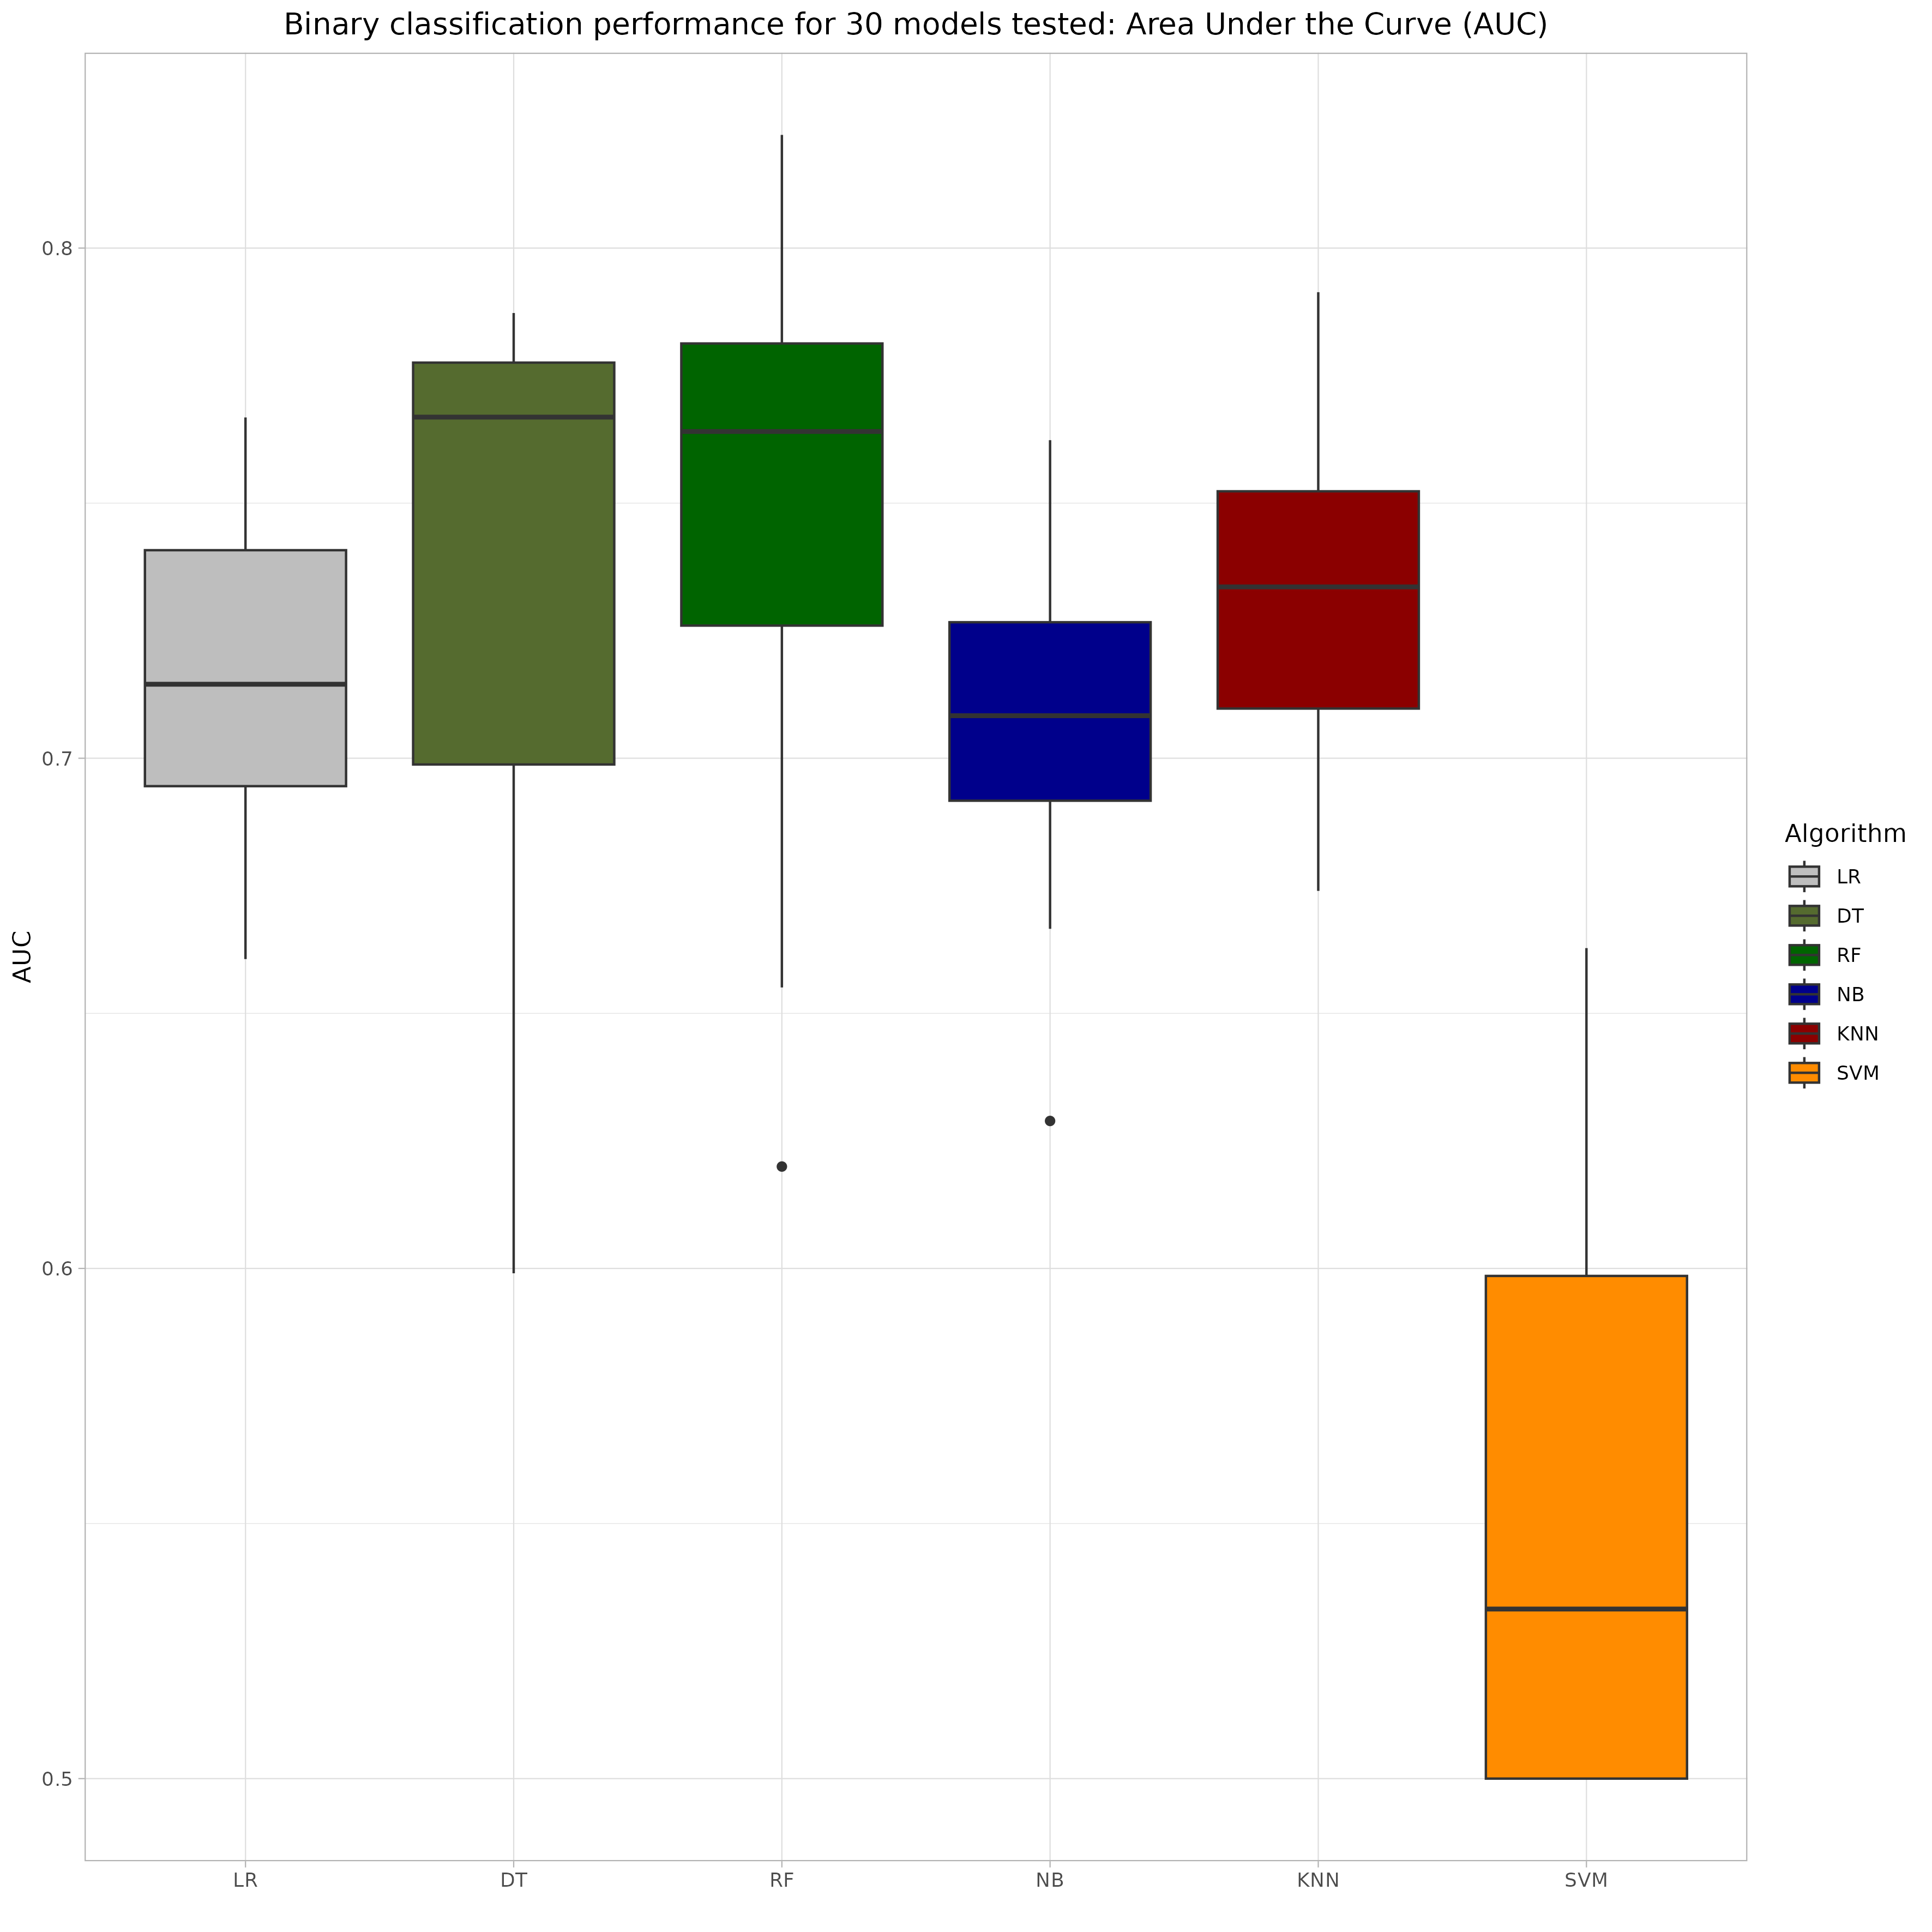 Binary classification performance for 30 models tested: Area Under the Curve (AUC)
AUC
0.8
0.7
0.6
0.5
LR
DT
RF
NB
KNN
SVM
Algorithm
LR
DT
RF
NB
KNN
SVM